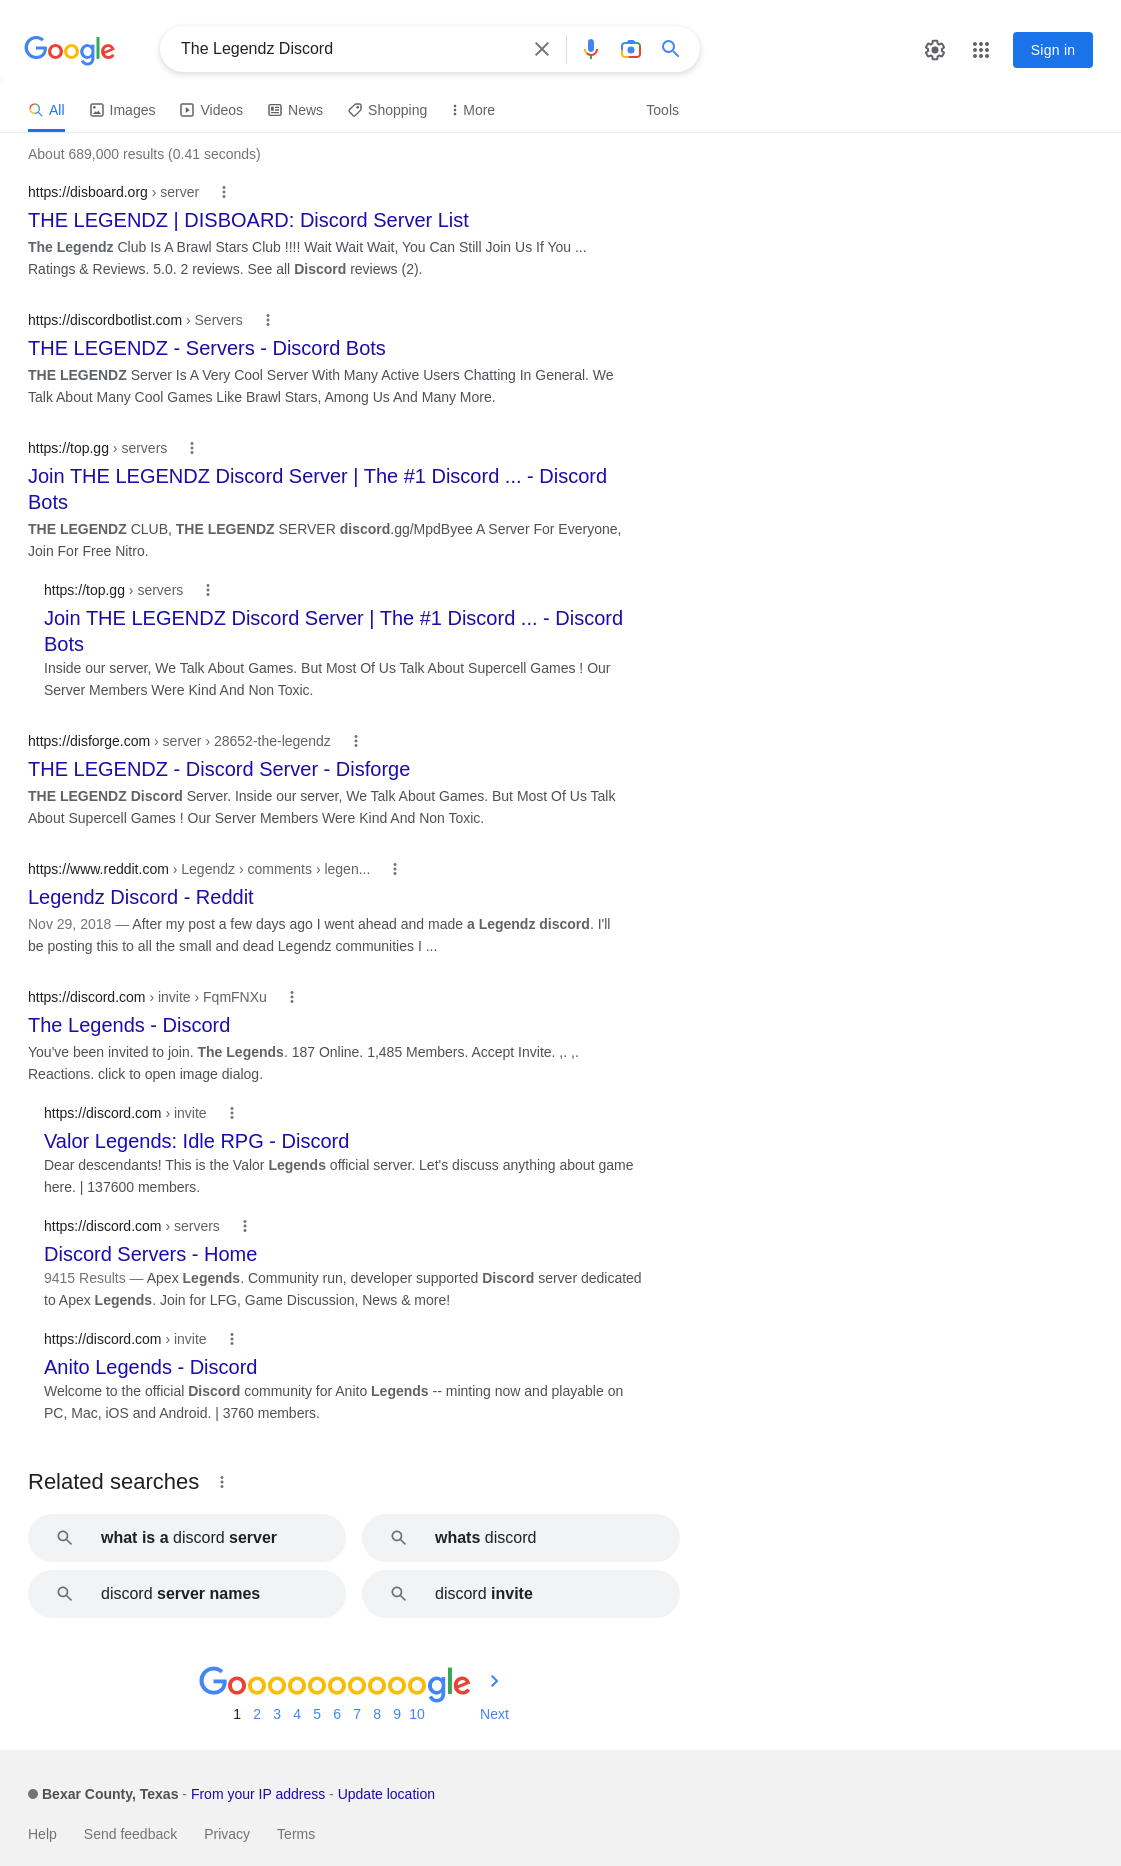 Google
The Legendz Discord
Sign in
All Images Videos News Shopping More Tools
About 689,000 results (0.41 seconds)
https://disboard.org › server
THE LEGENDZ | DISBOARD: Discord Server List
The Legendz Club Is A Brawl Stars Club !!!! Wait Wait Wait, You Can Still Join Us If You ...
Ratings & Reviews. 5.0. 2 reviews. See all Discord reviews (2).
https://discordbotlist.com › Servers
THE LEGENDZ - Servers - Discord Bots
THE LEGENDZ Server Is A Very Cool Server With Many Active Users Chatting In General. We
Talk About Many Cool Games Like Brawl Stars, Among Us And Many More.
https://top.gg › servers
Join THE LEGENDZ Discord Server | The #1 Discord ... - Discord
Bots
THE LEGENDZ CLUB, THE LEGENDZ SERVER discord.gg/MpdByee A Server For Everyone,
Join For Free Nitro.
https://top.gg › servers
Join THE LEGENDZ Discord Server | The #1 Discord ... - Discord
Bots
Inside our server, We Talk About Games. But Most Of Us Talk About Supercell Games ! Our
Server Members Were Kind And Non Toxic.
https://disforge.com › server › 28652-the-legendz
THE LEGENDZ - Discord Server - Disforge
THE LEGENDZ Discord Server. Inside our server, We Talk About Games. But Most Of Us Talk
About Supercell Games ! Our Server Members Were Kind And Non Toxic.
https://www.reddit.com › Legendz › comments › legen...
Legendz Discord - Reddit
Nov 29, 2018 — After my post a few days ago I went ahead and made a Legendz discord. I'll
be posting this to all the small and dead Legendz communities I ...
https://discord.com › invite › FqmFNXu
The Legends - Discord
You've been invited to join. The Legends. 187 Online. 1,485 Members. Accept Invite. ,. ,.
Reactions. click to open image dialog.
https://discord.com › invite
Valor Legends: Idle RPG - Discord
Dear descendants! This is the Valor Legends official server. Let's discuss anything about game
here. | 137600 members.
https://discord.com › servers
Discord Servers - Home
9415 Results — Apex Legends. Community run, developer supported Discord server dedicated
to Apex Legends. Join for LFG, Game Discussion, News & more!
https://discord.com › invite
Anito Legends - Discord
Welcome to the official Discord community for Anito Legends -- minting now and playable on
PC, Mac, iOS and Android. | 3760 members.
Related searches
what is a discord server
whats discord
discord server names
discord invite
Goooooooooogle
1 2 3 4 5 6 7 8 9 10 Next
Bexar County, Texas - From your IP address - Update location
Help Send feedback Privacy Terms